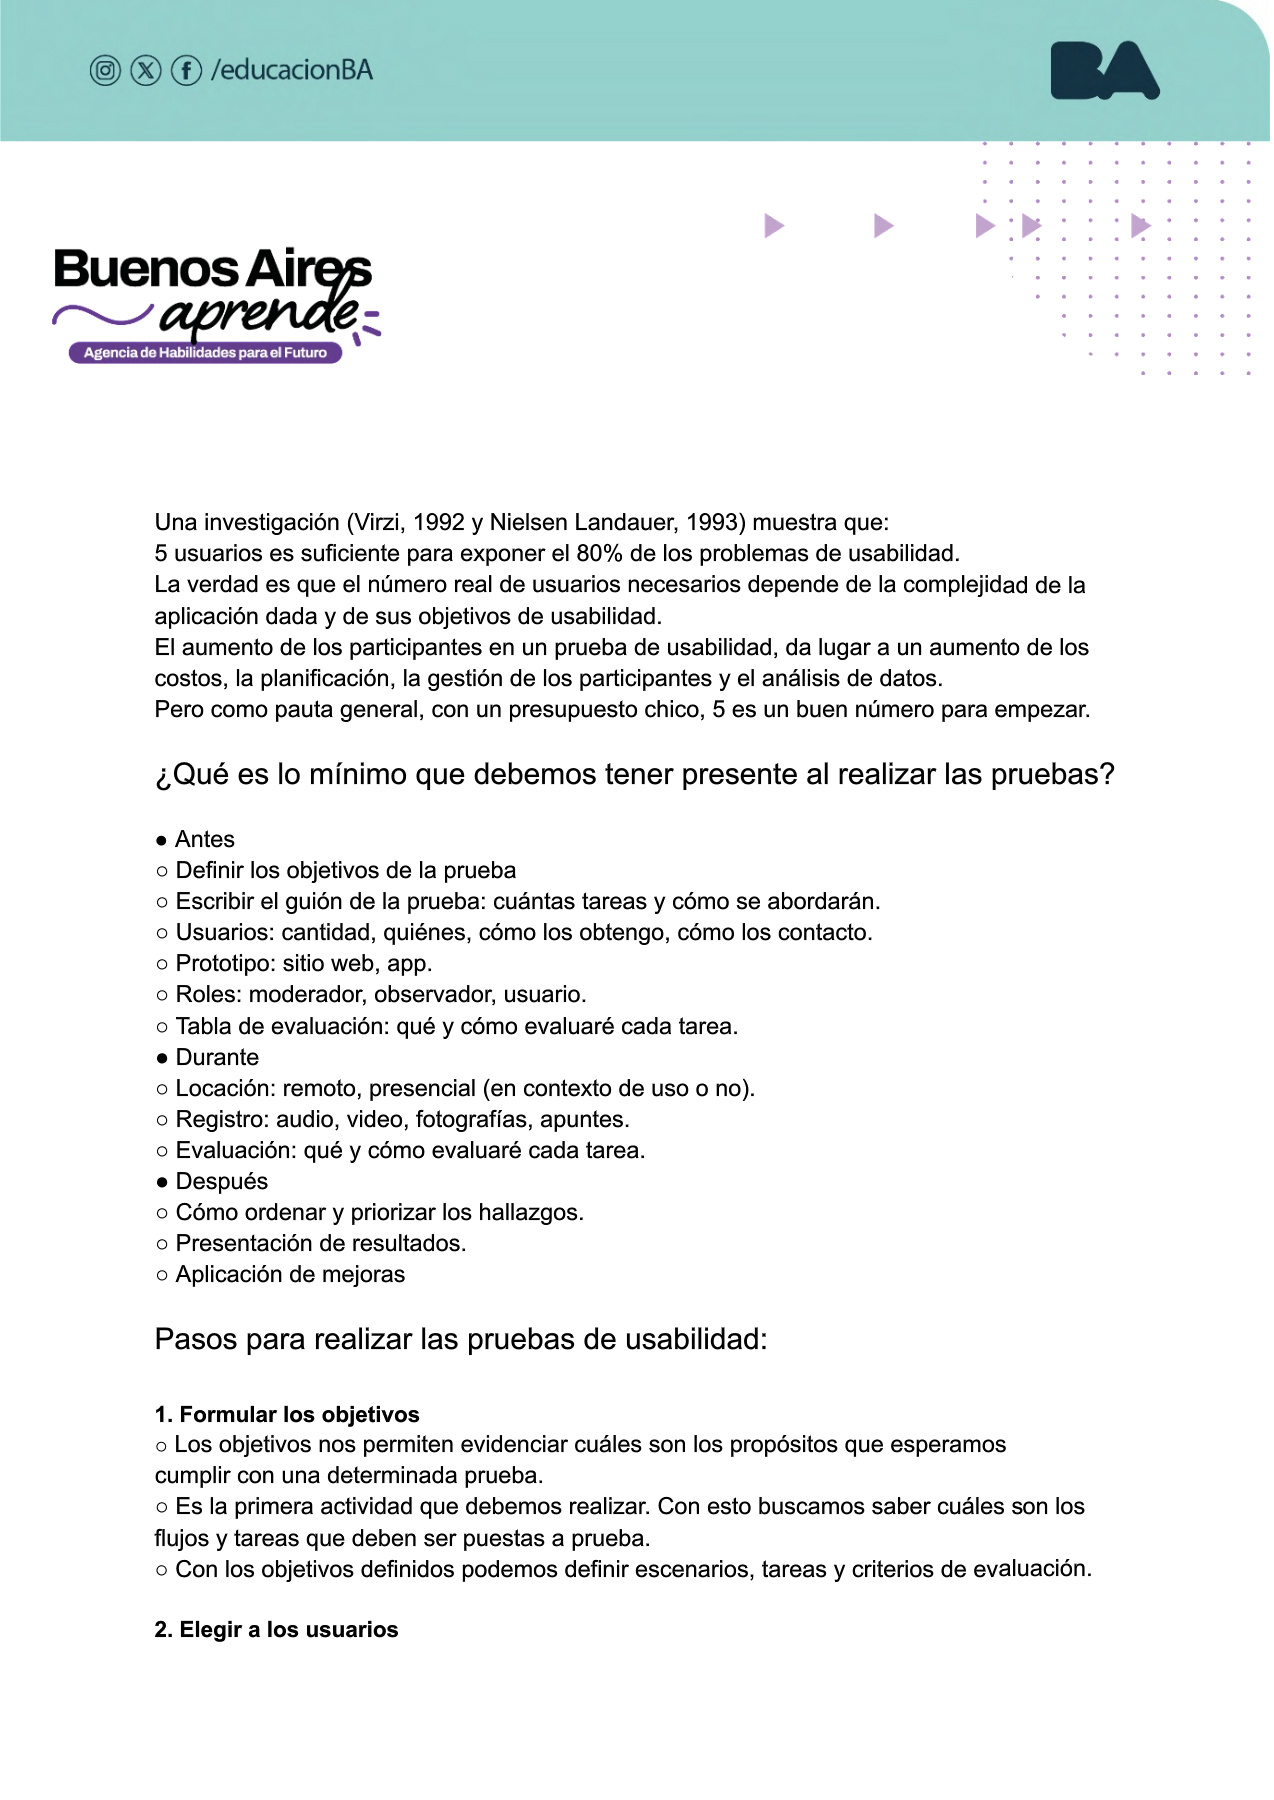 /educacionBA
BA
Buenos Aires
aprende
Agencia de Habilidades para el Futuro
Una investigación (Virzi, 1992 y Nielsen Landauer, 1993) muestra que:
5 usuarios es suficiente para exponer el 80% de los problemas de usabilidad.
La verdad es que el número real de usuarios necesarios depende de la complejidad de la
aplicación dada y de sus objetivos de usabilidad.
El aumento de los participantes en un prueba de usabilidad, da lugar a un aumento de los
costos, la planificación, la gestión de los participantes y el análisis de datos.
Pero como pauta general, con un presupuesto chico, 5 es un buen número para empezar.
¿Qué es lo mínimo que debemos tener presente al realizar las pruebas?
● Antes
○ Definir los objetivos de la prueba
○ Escribir el guión de la prueba: cuántas tareas y cómo se abordarán.
○ Usuarios: cantidad, quiénes, cómo los obtengo, cómo los contacto.
○ Prototipo: sitio web, app.
○ Roles: moderador, observador, usuario.
○ Tabla de evaluación: qué y cómo evaluaré cada tarea.
● Durante
○ Locación: remoto, presencial (en contexto de uso o no).
○ Registro: audio, video, fotografías, apuntes.
○ Evaluación: qué y cómo evaluaré cada tarea.
● Después
○ Cómo ordenar y priorizar los hallazgos.
○ Presentación de resultados.
○ Aplicación de mejoras
Pasos para realizar las pruebas de usabilidad:
1. Formular los objetivos
○ Los objetivos nos permiten evidenciar cuáles son los propósitos que esperamos
cumplir con una determinada prueba.
○ Es la primera actividad que debemos realizar. Con esto buscamos saber cuáles son los
flujos y tareas que deben ser puestas a prueba.
○ Con los objetivos definidos podemos definir escenarios, tareas y criterios de evaluación.
2. Elegir a los usuarios